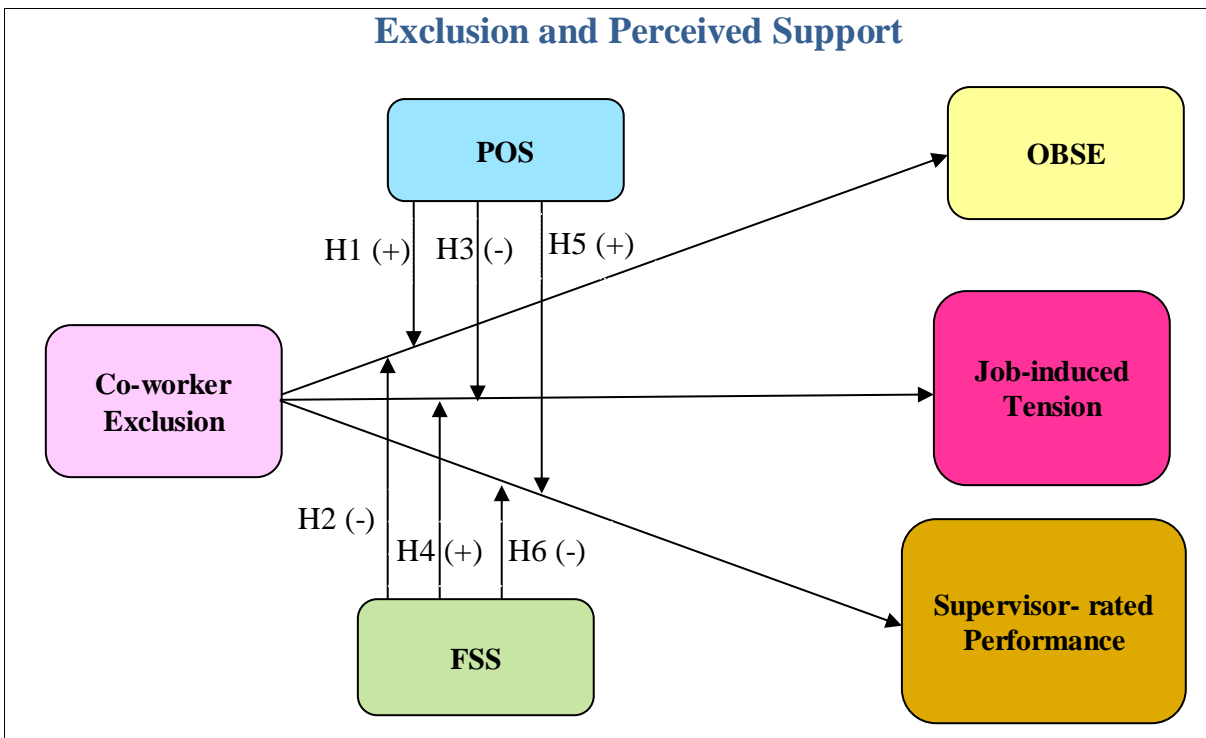 Exclusion and Perceived Support
POS
OBSE
H1 (+)
H3 (-)
H5 (+)
Co-worker
Exclusion
Job-induced
Tension
H2 (-)
H4 (+)
H6 (-)
Supervisor- rated
Performance
FSS